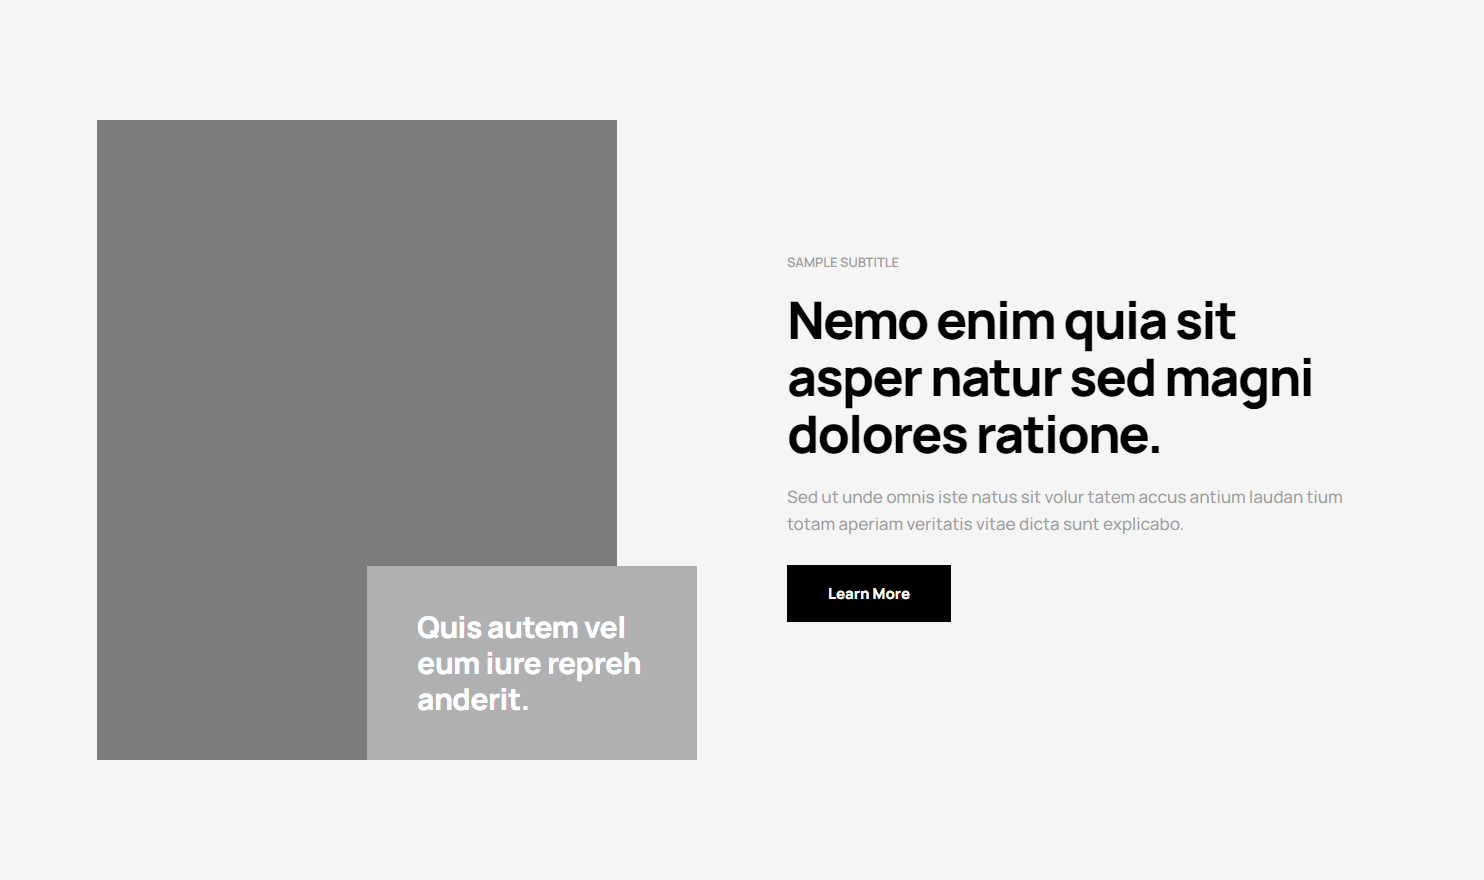 SAMPLE SUBTITLE
Nemo enim quia sit
asper natur sed magni
dolores ratione.
Sed ut unde omnis iste natus sit volur tatem accus antium laudan tium
totam aperiam veritatis vitae dicta sunt explicabo.
Learn More
Quis autem vel
eum iure repreh
anderit.